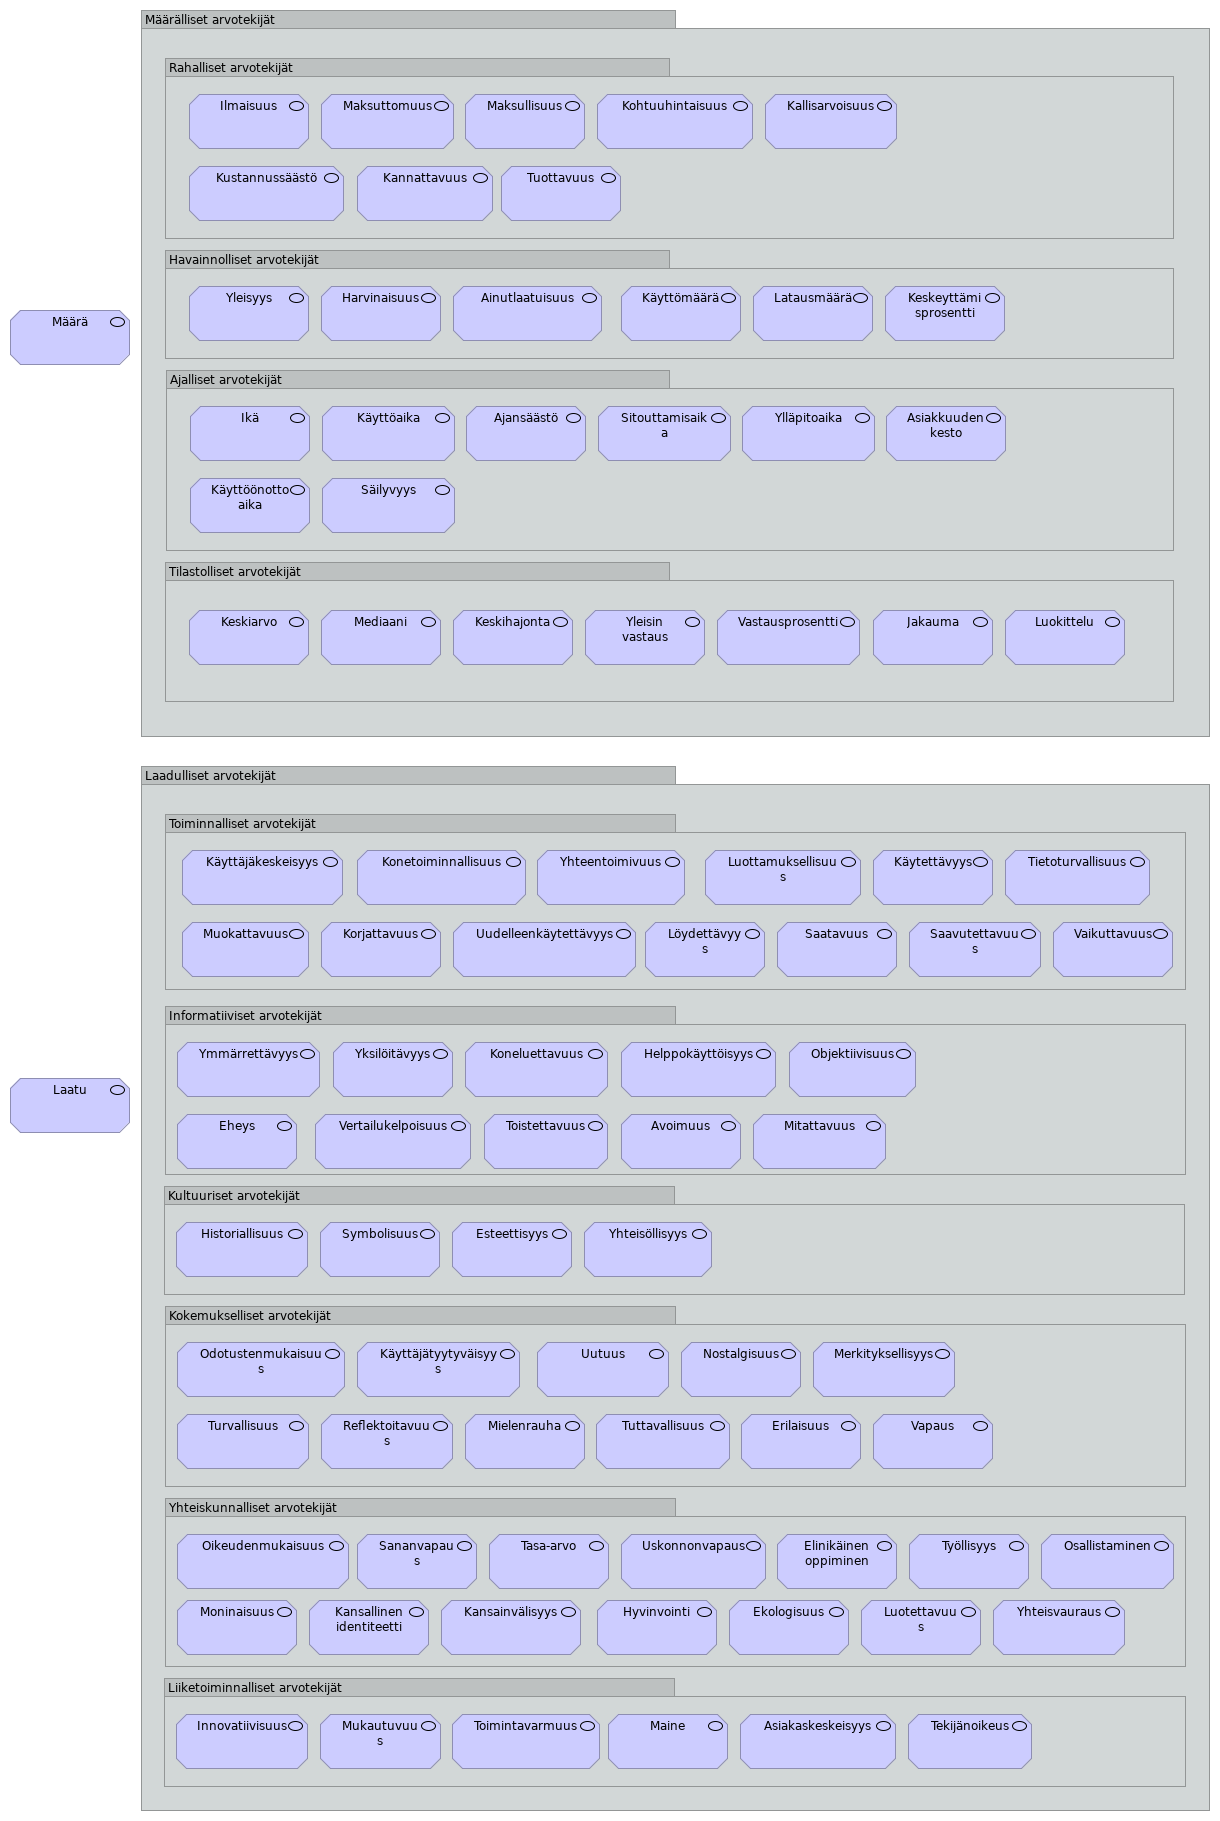 Määrälliset arvotekijät
Rahalliset arvotekijät
Ilmaisuus
Maksuttomuus
Maksullisuus
Kohtuuhintaisuus
Kallisarvoisuus
Kustannussäästö
Kannattavuus
Tuottavuus
Havainnolliset arvotekijät
Yleisyys
Harvinaisuus
Ainutlaatuisuus
Käyttömäärä
Latausmäärä
Keskeyttämi
sprosentti
Määrä
Ajalliset arvotekijät
Ikä
Käyttöaika
Ajansäästö
Sitouttamisaik
a
Ylläpitoaika
Asiakkuuden
kesto
Käyttöönotto
aika
Säilyvyys
Tilastolliset arvotekijät
Keskiarvo
Mediaani
Keskihajonta
Yleisin
vastaus
Vastausprosentti
Jakauma
Luokittelu
Laadulliset arvotekijät
Toiminnalliset arvotekijät
Käyttäjäkeskeisyys
Konetoiminnallisuus
Yhteentoimivuus
Luottamuksellisuu
s
Käytettävyys
Tietoturvallisuus
Muokattavuus
Korjattavuus
Uudelleenkäytettävyys
Löydettävyy
s
Saatavuus
Saavutettavuu
s
Vaikuttavuus
Informatiiviset arvotekijät
Ymmärrettävyys
Yksilöitävyys
Koneluettavuus
Helppokäyttöisyys
Objektiivisuus
Laatu
Eheys
Vertailukelpoisuus
Toistettavuus
Avoimuus
Mitattavuus
Kultuuriset arvotekijät
Historiallisuus
Symbolisuus
Esteettisyys
Yhteisöllisyys
Kokemukselliset arvotekijät
Odotustenmukaisuu
s
Käyttäjätyytyväisyy
s
Uutuus
Nostalgisuus
Merkityksellisyys
Turvallisuus
Reflektoitavuu
s
Mielenrauha
Tuttavallisuus
Erilaisuus
Vapaus
Yhteiskunnalliset arvotekijät
Oikeudenmukaisuus
Sananvapau
s
Tasa-arvo
Uskonnonvapaus
Elinikäinen
oppiminen
Työllisyys
Osallistaminen
Moninaisuus
Kansallinen
identiteetti
Kansainvälisyys
Hyvinvointi
Ekologisuus
Luotettavuu
s
Yhteisvauraus
Liiketoiminnalliset arvotekijät
Innovatiivisuus
Mukautuvuu
s
Toimintavarmuus
Maine
Asiakaskeskeisyys
Tekijänoikeus